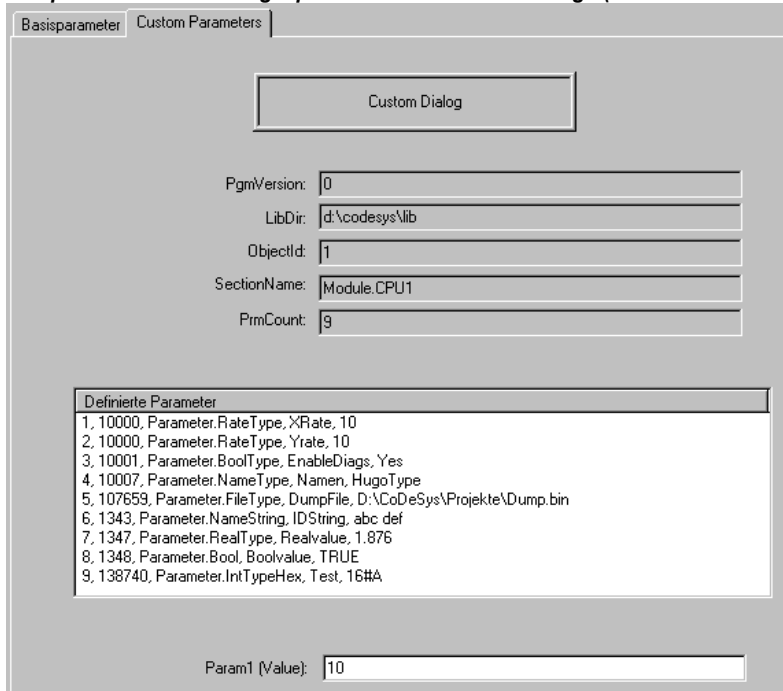 Basisparameter Custom Parameters
Custom Dialog
PgmVersion: 0
LibDir: d:\codesys\lib
ObjectId: 1
SectionName: Module.CPU1
PrmCount: 9
Definierte Parameter
1, 10000, Parameter.RateType, XRate, 10
2, 10000, Parameter.RateType, Yrate, 10
3, 10001, Parameter.BoolType, EnableDiags, Yes
4, 10007, Parameter.NameType, Namen, HugoType
5, 107659, Parameter.FileType, DumpFile, D:\CoDeSys\Projekte\Dump.bin
6, 1343, Parameter.NameString, IDString, abc def
7, 1347, Parameter.RealType, Realvalue, 1.876
8, 1348, Parameter.Bool, Boolvalue, TRUE
9, 138740, Parameter.IntTypeHex, Test, 16#A
Param1 (Value): 10